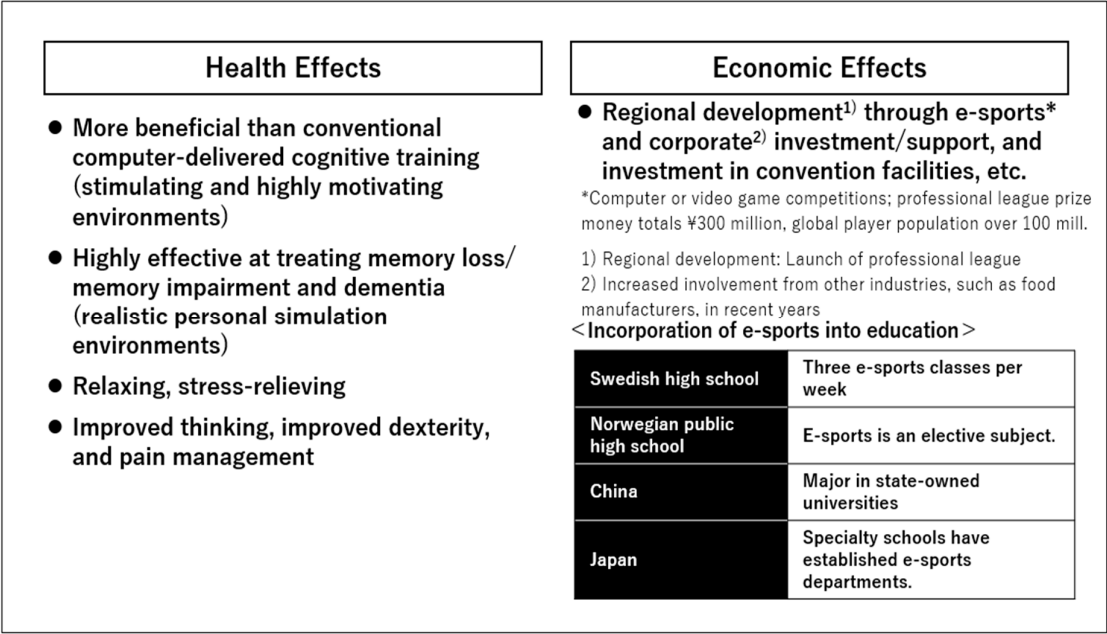 Health Effects
● More beneficial than conventional
computer-delivered cognitive training
(stimulating and highly motivating
environments)
● Highly effective at treating memory loss/
memory impairment and dementia
(realistic personal simulation
environments)
● Relaxing, stress-relieving
● Improved thinking, improved dexterity,
and pain management
Economic Effects
● Regional development1) through e-sports*
and corporate2) investment/support, and
investment in convention facilities, etc.
*Computer or video game competitions; professional league prize
money totals ¥300 million, global player population over 100 mill.
1) Regional development: Launch of professional league
2) Increased involvement from other industries, such as food
manufacturers, in recent years
<Incorporation of e-sports into education>
Swedish high school
Three e-sports classes per
week
Norwegian public
high school
E-sports is an elective subject.
China
Major in state-owned
universities
Japan
Specialty schools have
established e-sports
departments.